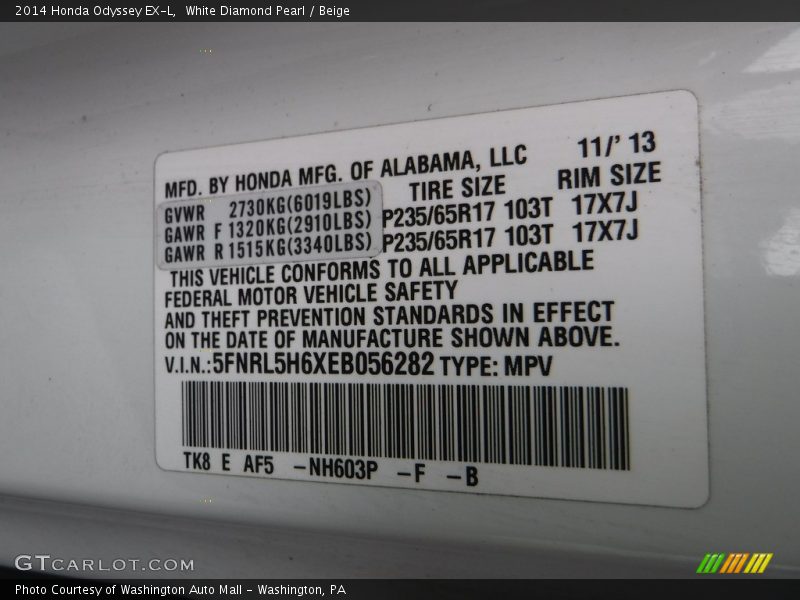 2014 Honda Odyssey EX-L,  White Diamond Pearl / Beige
MFD. BY HONDA MFG. OF ALABAMA, LLC 11/' 13
TIRE SIZE RIM SIZE
GVWR 2730KG(6019LBS)
GAWR F 1320KG(2910LBS) P235/65R17 103T 17X7J
GAWR R 1515KG(3340LBS) P235/65R17 103T 17X7J
THIS VEHICLE CONFORMS TO ALL APPLICABLE
FEDERAL MOTOR VEHICLE SAFETY
AND THEFT PREVENTION STANDARDS IN EFFECT
ON THE DATE OF MANUFACTURE SHOWN ABOVE.
V.I.N.:5FNRL5H6XEB056282 TYPE: MPV
TK8 E AF5 -NH603P -F -B
GTCARLOT.COM
Photo Courtesy of Washington Auto Mall - Washington, PA